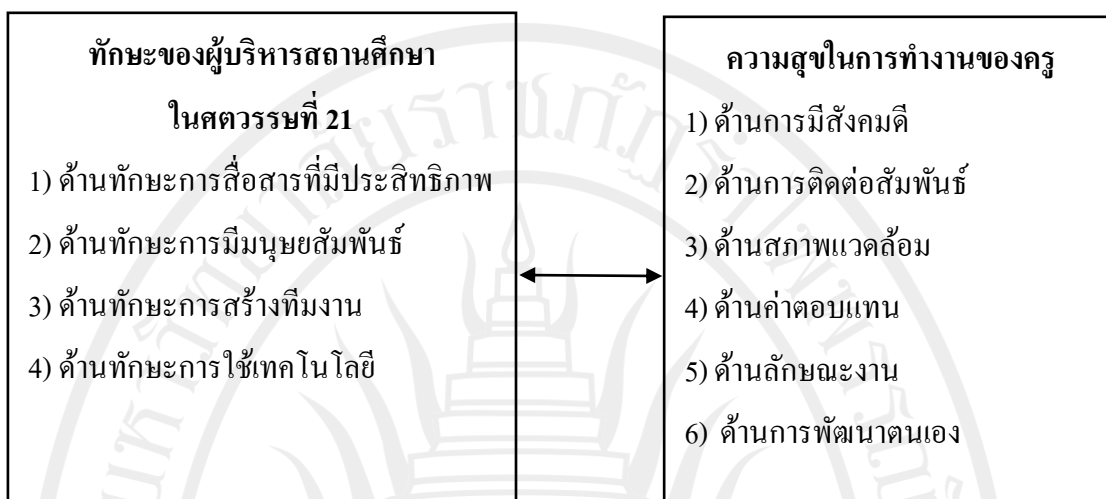 ทักษะของผู้บริหารสถานศึกษา
ในศตวรรษที่ 21
1) ด้านทักษะการสื่อสารที่มีประสิทธิภาพ
2) ด้านทักษะการมีมนุษยสัมพันธ์
3) ด้านทักษะการสร้างทีมงาน
4) ด้านทักษะการใช้เทคโนโลยี
ความสุขในการทำงานของครู
1) ด้านการมีสังคมดี
2) ด้านการติดต่อสัมพันธ์
3) ด้านสภาพแวดล้อม
4) ด้านค่าตอบแทน
5) ด้านลักษณะงาน
6) ด้านการพัฒนาตนเอง